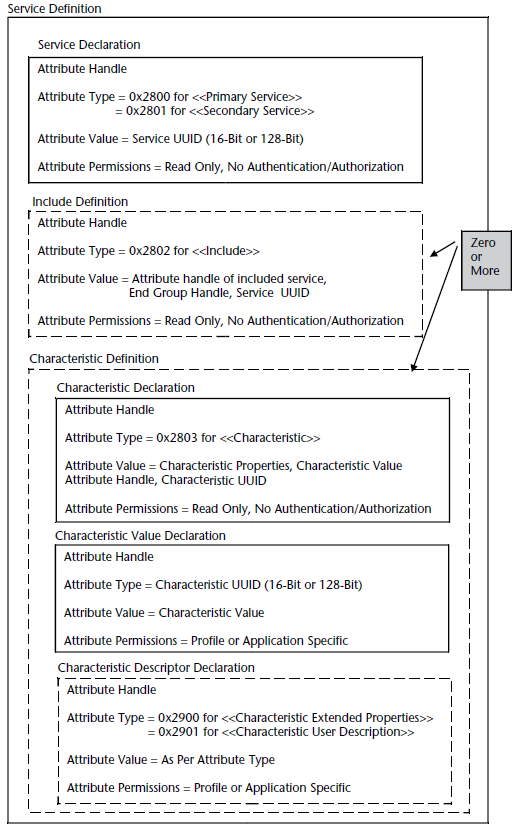 Service Definition
Service Declaration
Attribute Handle
Attribute Type = 0x2800 for <<Primary Service>>
= 0x2801 for <<Secondary Service>>
Attribute Value = Service UUID (16-Bit or 128-Bit)
Attribute Permissions = Read Only, No Authentication/Authorization
Include Definition
Attribute Handle
Attribute Type = 0x2802 for <<Include>>
Attribute Value = Attribute handle of included service,
End Group Handle, Service UUID
Attribute Permissions = Read Only, No Authentication/Authorization
Zero
or
More
Characteristic Definition
Characteristic Declaration
Attribute Handle
Attribute Type = 0x2803 for <<Characteristic>>
Attribute Value = Characteristic Properties, Characteristic Value
Attribute Handle, Characteristic UUID
Attribute Permissions = Read Only, No Authentication/Authorization
Characteristic Value Declaration
Attribute Handle
Attribute Type = Characteristic UUID (16-Bit or 128-Bit)
Attribute Value = Characteristic Value
Attribute Permissions = Profile or Application Specific
Characteristic Descriptor Declaration
Attribute Handle
Attribute Type = 0x2900 for <<Characteristic Extended Properties>>
= 0x2901 for <<Characteristic User Description>>
Attribute Value = As Per Attribute Type
Attribute Permissions = Profile or Application Specific